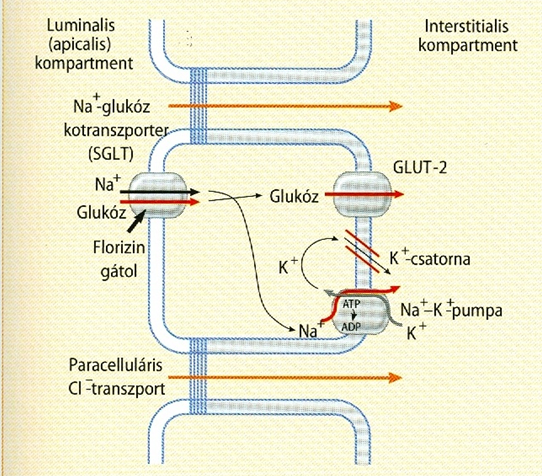 Luminalis
(apicalis)
kompartment
Interstitialis
kompartment
Na⁺-glukóz
kotranszporter
(SGLT)
Na⁺
Glukóz
Florizin
gátol
Glukóz
GLUT-2
K⁺
K⁺-csatorna
ATP
ADP
Na⁺
Na⁺–K⁺-pumpa
K⁺
Paracelluláris
Cl⁻-transzport